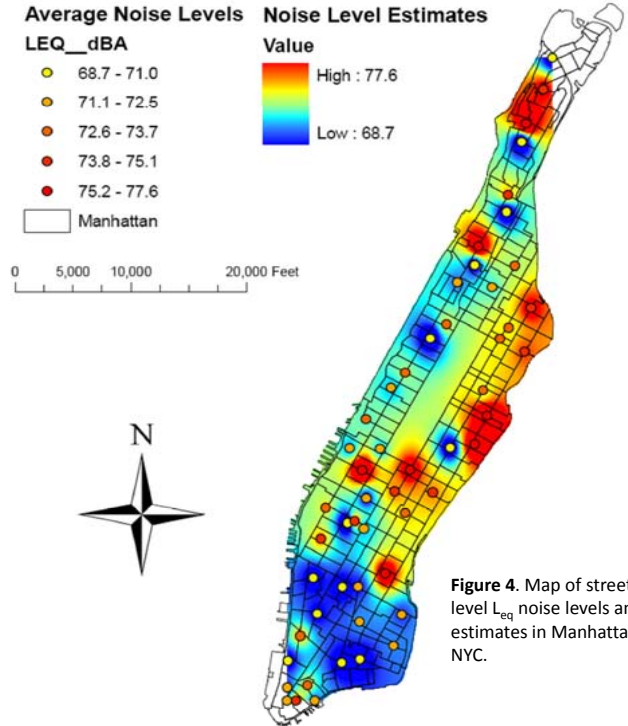 Average Noise Levels
LEQ__dBA
68.7 - 71.0
71.1 - 72.5
72.6 - 73.7
73.8 - 75.1
75.2 - 77.6
Manhattan
Noise Level Estimates
Value
High : 77.6
Low : 68.7
0 5,000 10,000 20,000 Feet
N
Figure 4. Map of street
level Leq noise levels an
estimates in Manhatta
NYC.